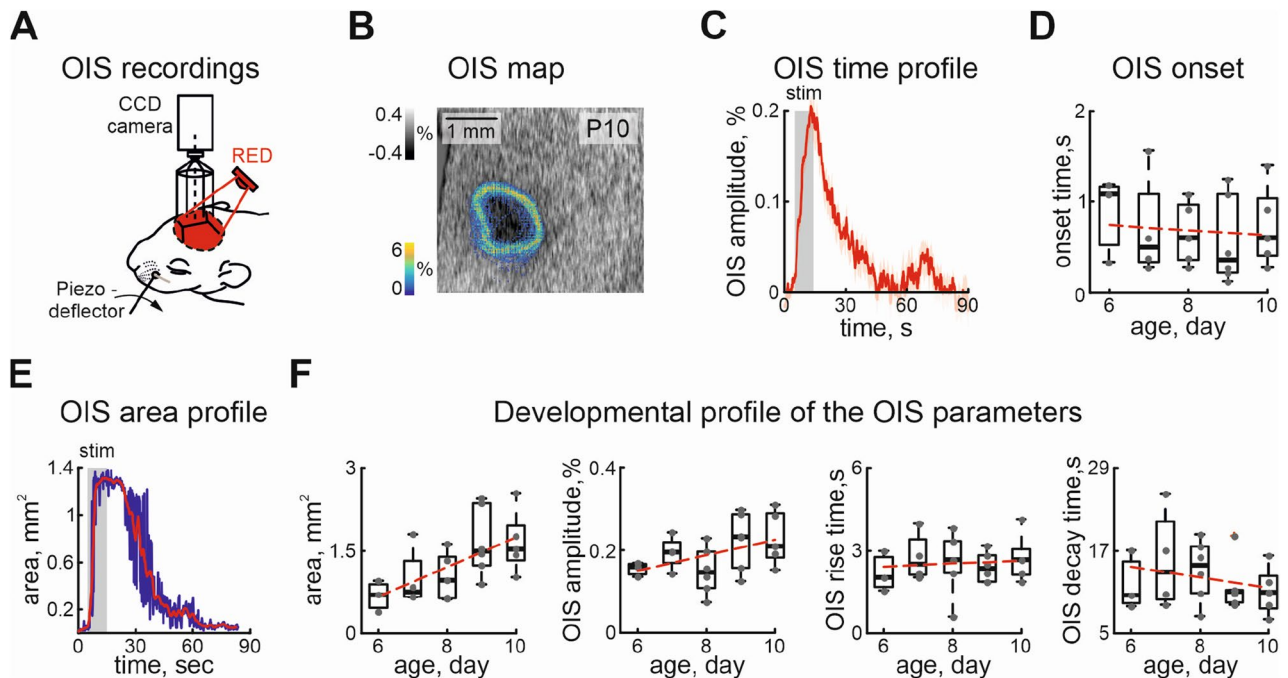 A
OIS recordings
CCD
camera
RED
Piezo -
deflector
B
OIS map
0.4
%
-0.4
1 mm
P10
6
%
0
C
OIS time profile
stim
OIS amplitude, %
0.2
0.1
0
0
30
60
90
time, s
D
OIS onset
onset time,s
2
1
0
6
8
10
age, day
E
OIS area profile
stim
area, mm²
1.4
1
0.6
0.2
0
30
60
90
time, sec
F
Developmental profile of the OIS parameters
area, mm²
3
1.5
0
6
8
10
age, day
OIS amplitude,%
0.4
0.2
0
6
8
10
age, day
OIS rise time,s
6
3
0
6
8
10
age, day
OIS decay time,s
29
17
5
6
8
10
age, day